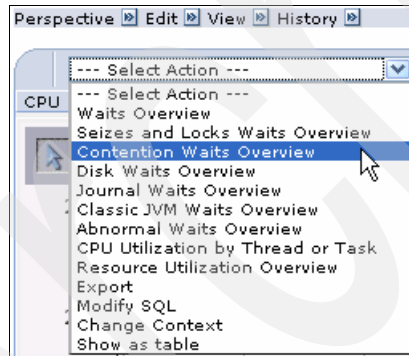 Perspective Edit View History
--- Select Action ---
CPU
--- Select Action ---
Waits Overview
Seizes and Locks Waits Overview
Contention Waits Overview
Disk Waits Overview
Journal Waits Overview
Classic JVM Waits Overview
Abnormal Waits Overview
CPU Utilization by Thread or Task
Resource Utilization Overview
Export
Modify SQL
Change Context
Show as table